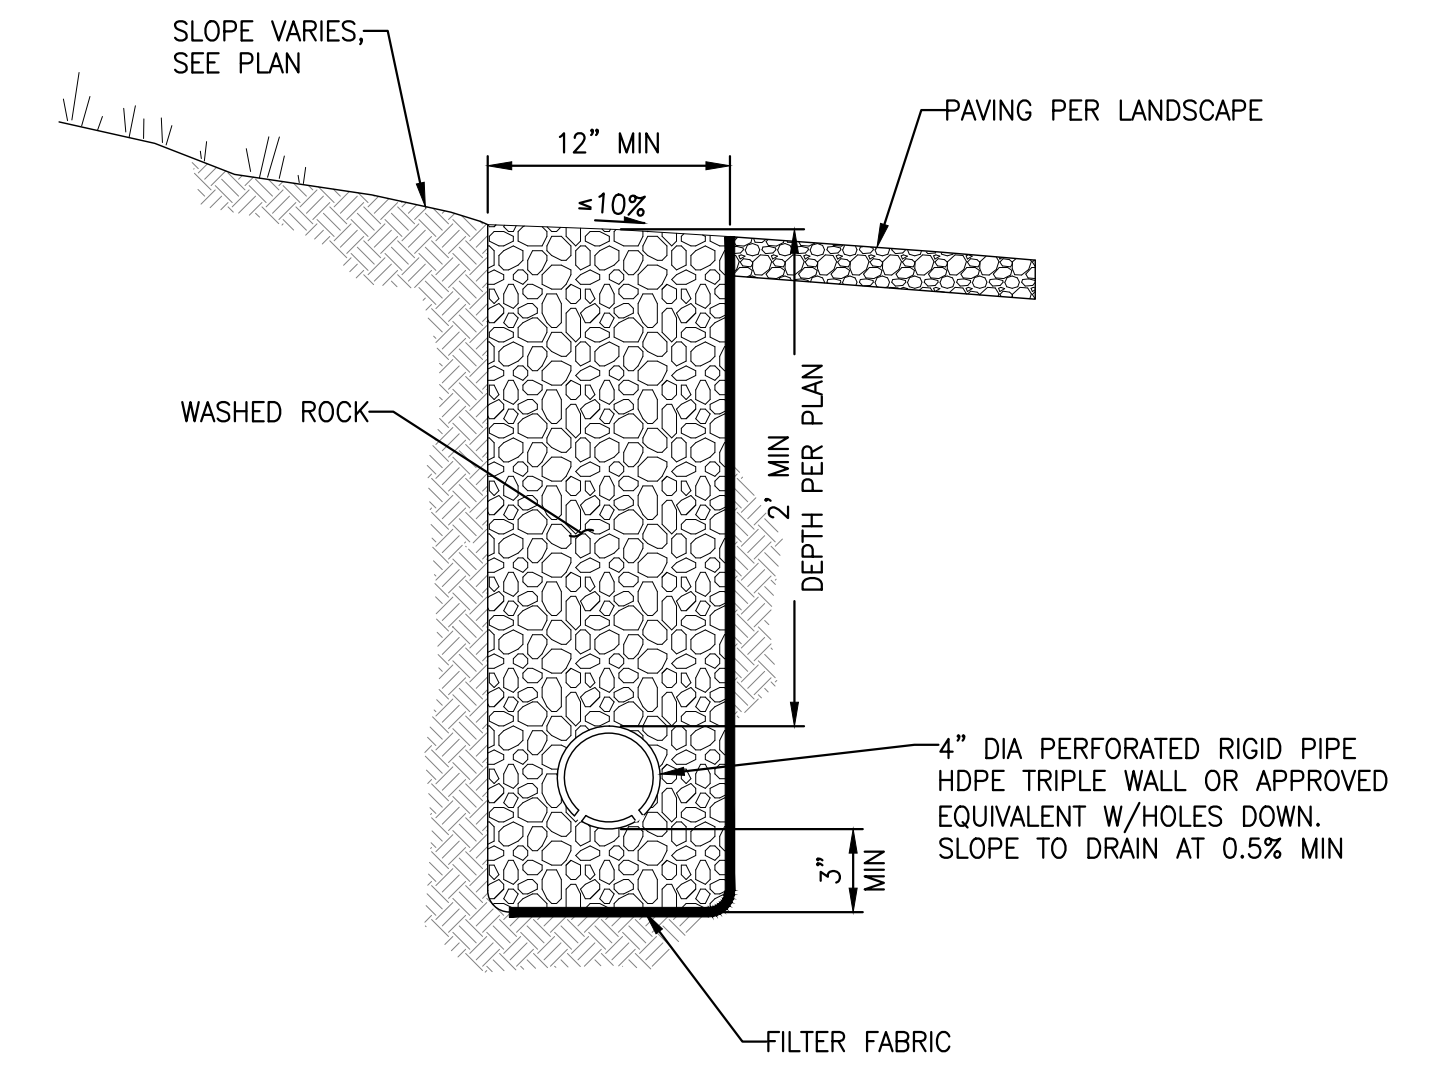 SLOPE VARIES,
SEE PLAN
PAVING PER LANDSCAPE
12" MIN
≤10%
WASHED ROCK
2' MIN
DEPTH PER PLAN
4" DIA PERFORATED RIGID PIPE
HDPE TRIPLE WALL OR APPROVED
EQUIVALENT W/HOLES DOWN.
SLOPE TO DRAIN AT 0.5% MIN
3"
MIN
FILTER FABRIC